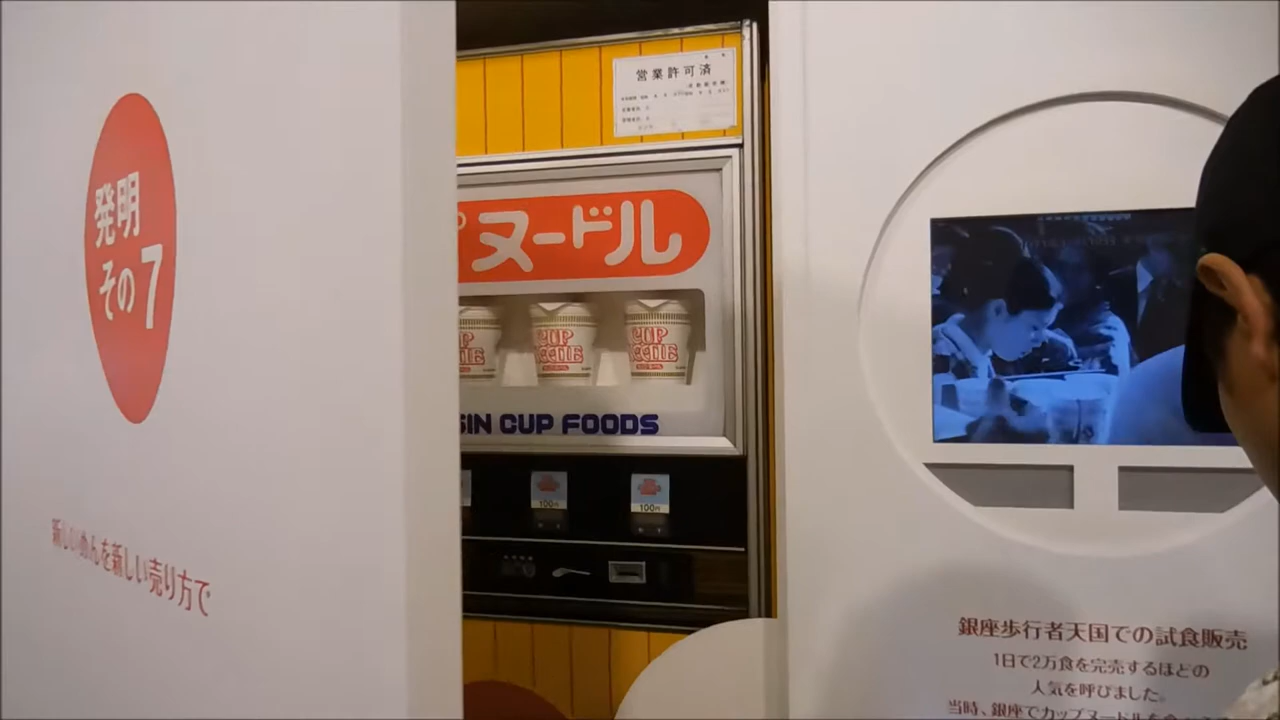 発明
その7
新しいめんを新しい売り方で
営業許可済
ヌードル
CUP
NOODLE
CUP
NOODLE
SIN CUP FOODS
100円
100円
銀座歩行者天国での試食販売
1日で2万食を完売するほどの
人気を呼びました。
当時、銀座でカップヌードルを